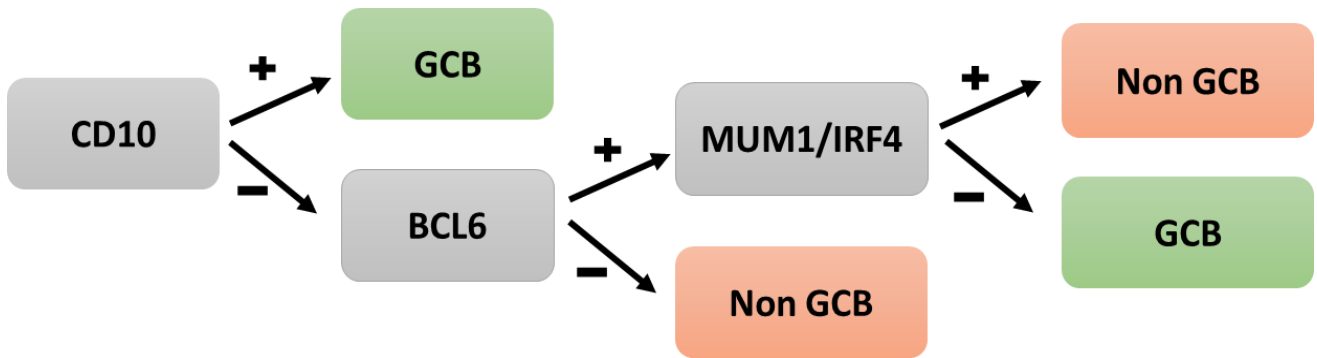 CD10
+
−
GCB
BCL6
+
−
MUM1/IRF4
Non GCB
+
−
Non GCB
GCB